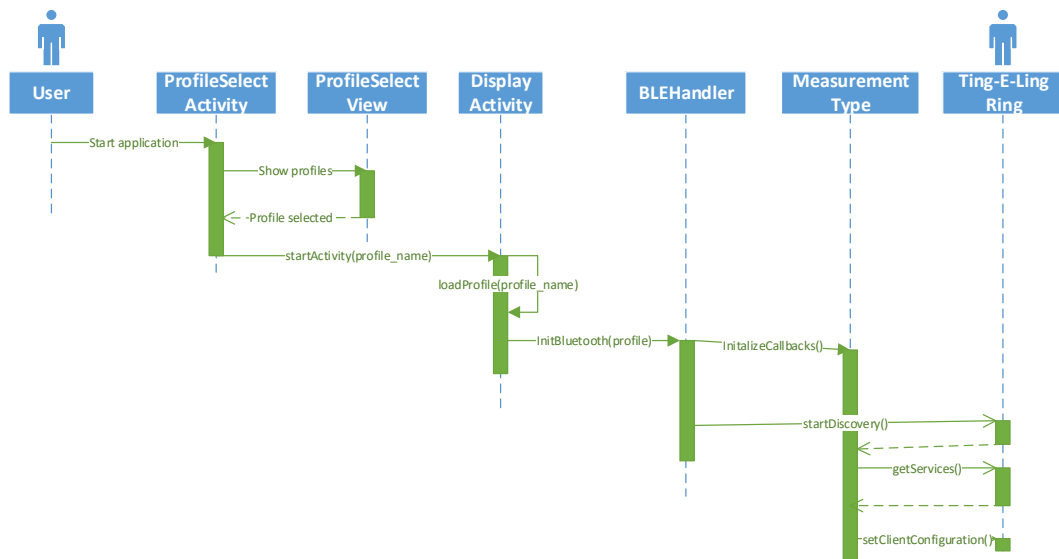 User
ProfileSelect
Activity
ProfileSelect
View
Display
Activity
BLEHandler
Measurement
Type
Ting-E-Ling
Ring
Start application
Show profiles
Profile selected
startActivity(profile_name)
loadProfile(profile_name)
InitBluetooth(profile)
InitalizeCallbacks()
startDiscovery()
getServices()
setClientConfiguration()